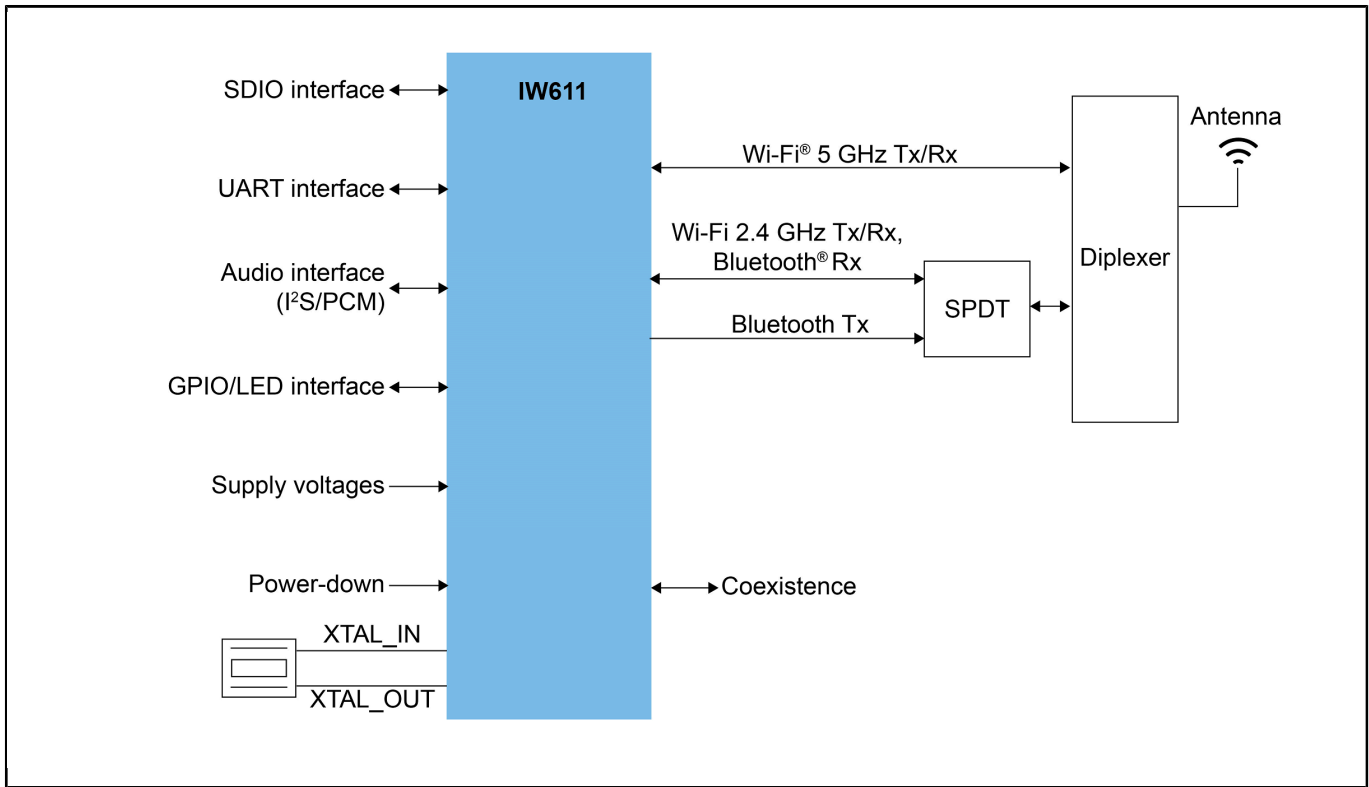 IW611
SDIO interface
UART interface
Audio interface
(I²S/PCM)
GPIO/LED interface
Supply voltages
Power-down
XTAL_IN
XTAL_OUT
Wi-Fi® 5 GHz Tx/Rx
Wi-Fi 2.4 GHz Tx/Rx,
Bluetooth® Rx
Bluetooth Tx
Coexistence
SPDT
Diplexer
Antenna